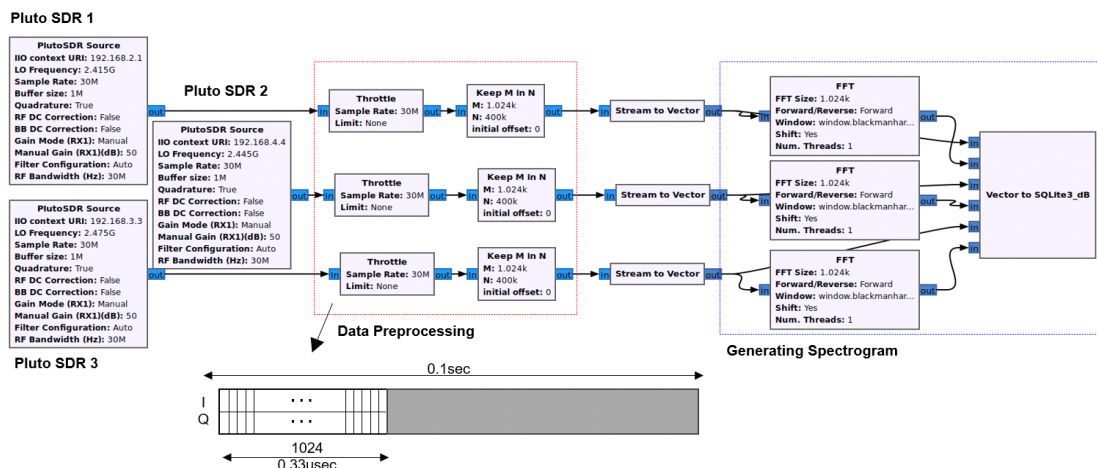 Pluto SDR 1
PlutoSDR Source
IIO context URI: 192.168.2.1
LO Frequency: 2.415G
Sample Rate: 30M
Buffer size: 1M
Quadrature: True
RF DC Correction: False
BB DC Correction: False
Gain Mode (RX1): Manual
Manual Gain (RX1)(dB): 50
Filter Configuration: Auto
RF Bandwidth (Hz): 30M
out
Pluto SDR 2
PlutoSDR Source
IIO context URI: 192.168.4.4
LO Frequency: 2.445G
Sample Rate: 30M
Buffer size: 1M
Quadrature: True
RF DC Correction: False
BB DC Correction: False
Gain Mode (RX1): Manual
Manual Gain (RX1)(dB): 50
Filter Configuration: Auto
RF Bandwidth (Hz): 30M
out
PlutoSDR Source
IIO context URI: 192.168.3.3
LO Frequency: 2.475G
Sample Rate: 30M
Buffer size: 1M
Quadrature: True
RF DC Correction: False
BB DC Correction: False
Gain Mode (RX1): Manual
Manual Gain (RX1)(dB): 50
Filter Configuration: Auto
RF Bandwidth (Hz): 30M
out
Pluto SDR 3
in
Throttle
Sample Rate: 30M
Limit: None
out
in
Keep M in N
M: 1.024k
N: 400k
initial offset: 0
out
in
Stream to Vector
out
in
FFT
FFT Size: 1.024k
Forward/Reverse: Forward
Window: window.blackmanhar...
Shift: Yes
Num. Threads: 1
out
in
Throttle
Sample Rate: 30M
Limit: None
out
in
Keep M in N
M: 1.024k
N: 400k
initial offset: 0
out
in
Stream to Vector
out
in
FFT
FFT Size: 1.024k
Forward/Reverse: Forward
Window: window.blackmanhar...
Shift: Yes
Num. Threads: 1
out
in
Throttle
Sample Rate: 30M
Limit: None
out
in
Keep M in N
M: 1.024k
N: 400k
initial offset: 0
out
in
Stream to Vector
out
in
FFT
FFT Size: 1.024k
Forward/Reverse: Forward
Window: window.blackmanhar...
Shift: Yes
Num. Threads: 1
out
in
in
in
in
in
in
Vector to SQLite3_dB
Data Preprocessing
Generating Spectrogram
0.1sec
I
Q
...
...
1024
0.33usec